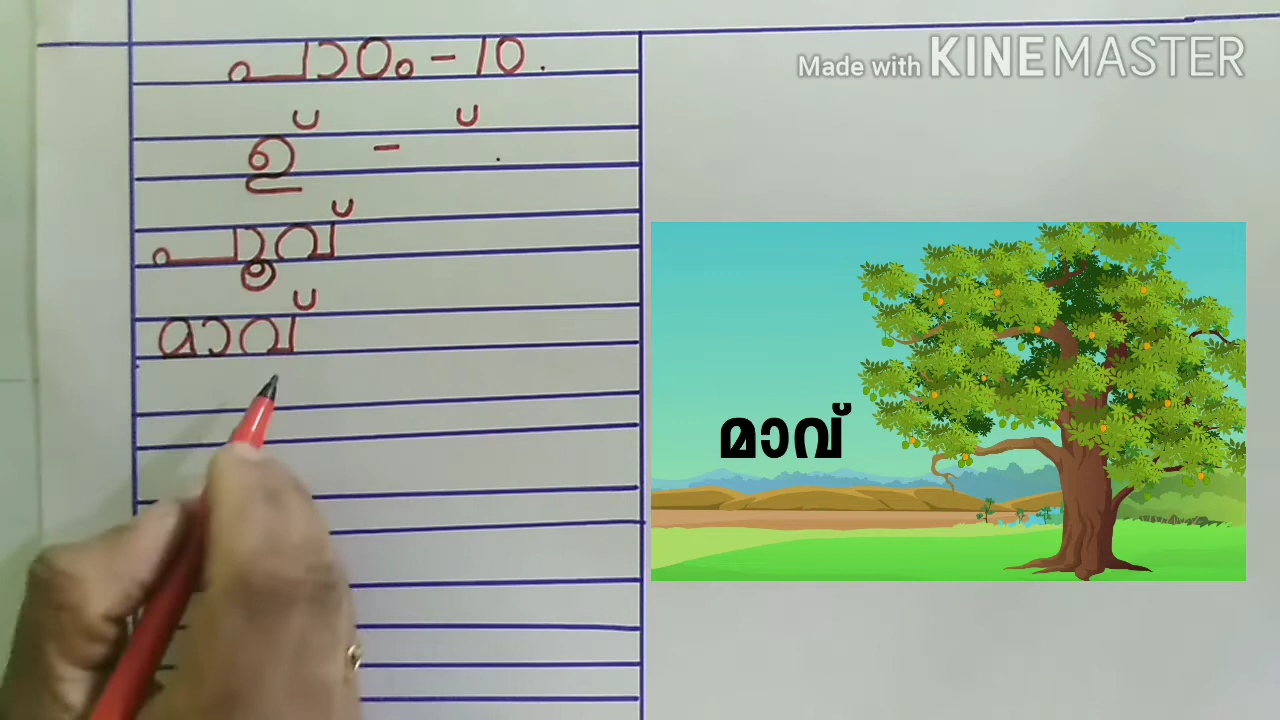 പാഠം - 10.
ഉ് - ്.
പൂവ്
മാവ്
Made with KINEMASTER
മാവ്